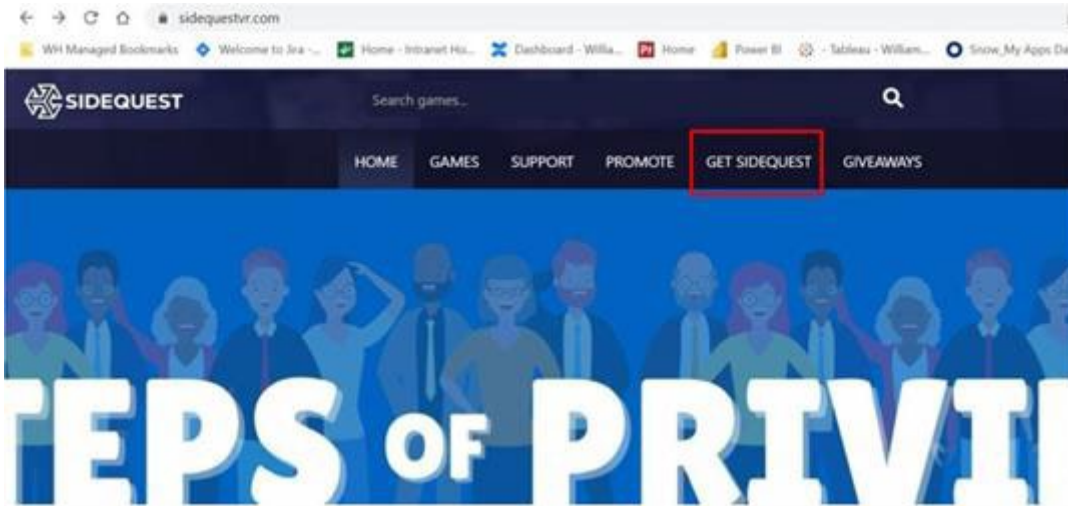 sidequestvr.com
WH Managed Bookmarks Welcome to Jira -... Home - Intranet Ho... Dashboard - Willia... Home Power BI - Tableau - William... Snow_My Apps Da
SIDEQUEST Search games...
HOME GAMES SUPPORT PROMOTE GET SIDEQUEST GIVEAWAYS
TEPS OF PRIVI